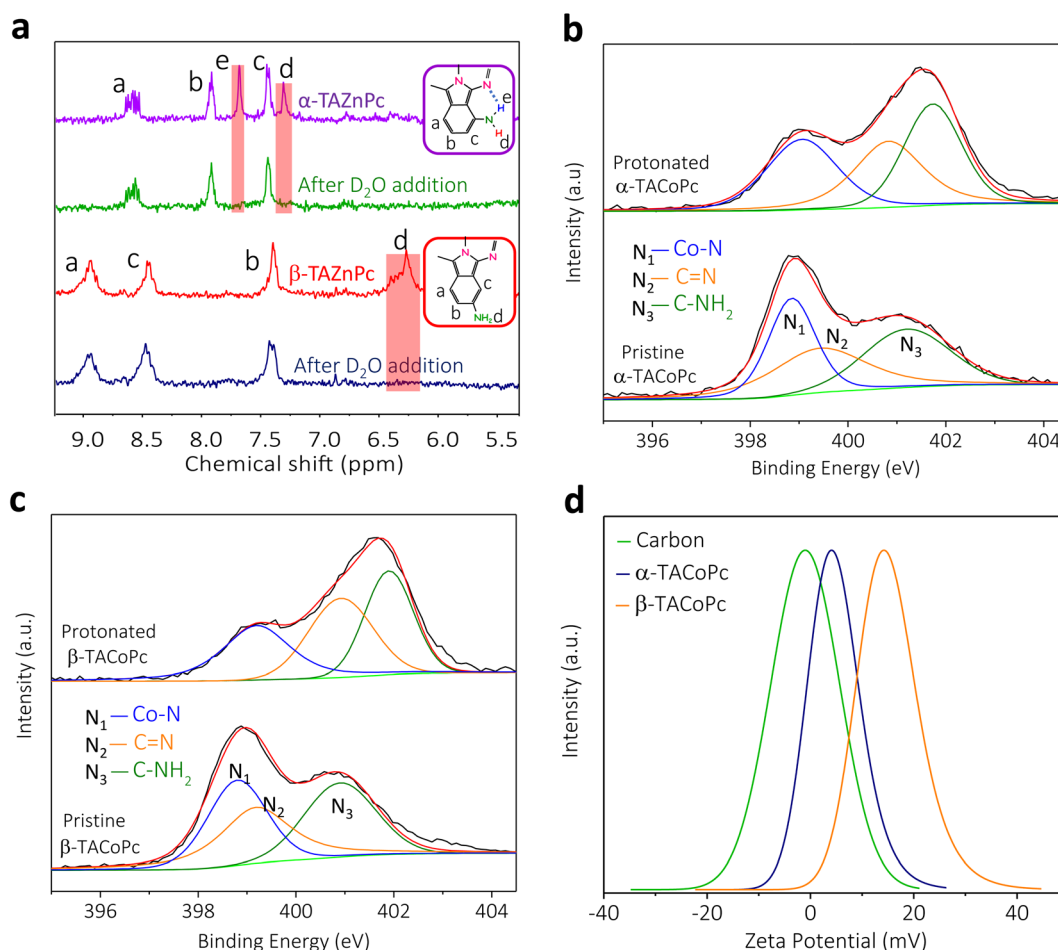 a
a
b
e
c
d
α-TAZnPc
N
N
H
e
N
H
d
a
b
c
After D₂O addition
a
c
b
d
β-TAZnPc
N
N
a
c
b
NH₂
d
After D₂O addition
9.0 8.5 8.0 7.5 7.0 6.5 6.0 5.5
Chemical shift (ppm)
b
Intensity (a.u)
Protonated
α-TACoPc
N₁—Co-N
N₂—C=N
N₃—C-NH₂
N₁
N₂
N₃
Pristine
α-TACoPc
396 398 400 402 404
Binding Energy (eV)
c
Intensity (a.u.)
Protonated
β-TACoPc
N₁—Co-N
N₂—C=N
N₃—C-NH₂
N₁
N₂
N₃
Pristine
β-TACoPc
396 398 400 402 404
Binding Energy (eV)
d
Intensity (a.u.)
Carbon
α-TACoPc
β-TACoPc
-40 -20 0 20 40
Zeta Potential (mV)